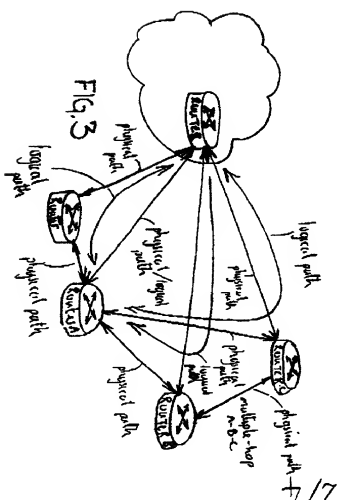 2/7
ROUTER
FIG. 3
physical
path
logical
path
ROUTER
physical path
physical/logical
path
ROUTER A
logical path
physical
path
logical
path
physical
path
physical
path
ROUTER B
ROUTER C
physical path
multiple-hop
A-B-C